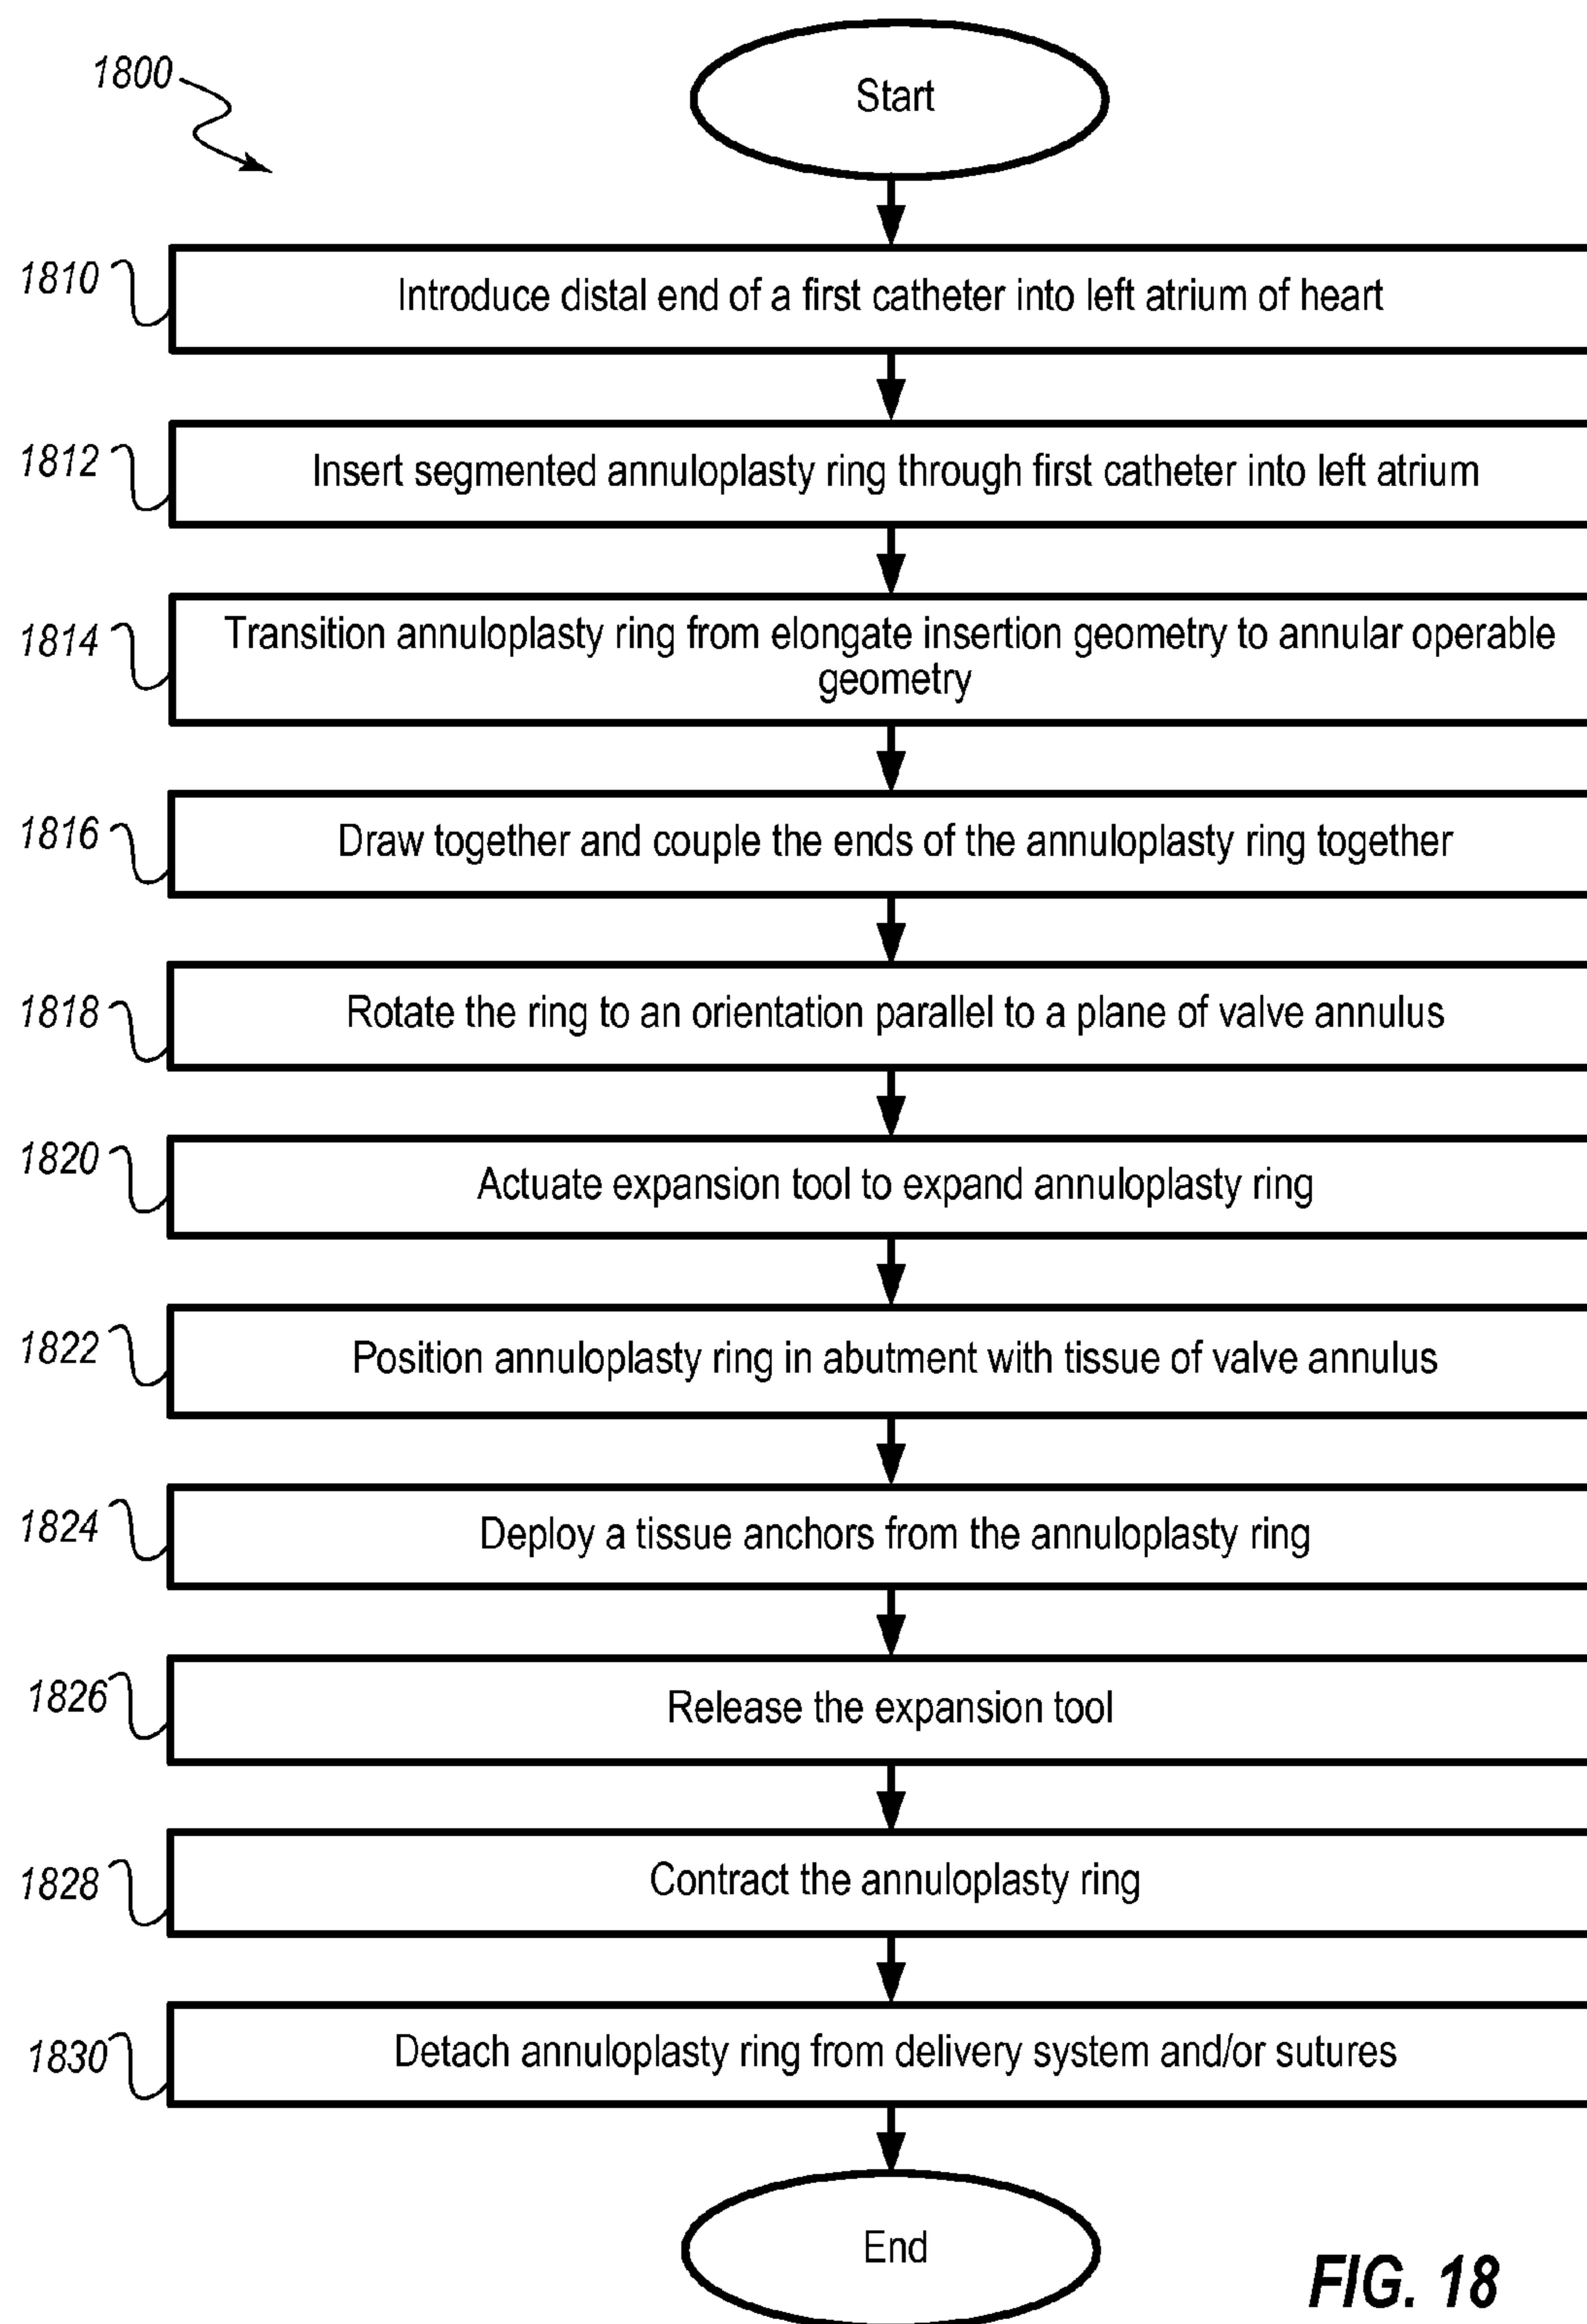 1800
Start
1810
Introduce distal end of a first catheter into left atrium of heart
1812
Insert segmented annuloplasty ring through first catheter into left atrium
1814
Transition annuloplasty ring from elongate insertion geometry to annular operable
geometry
1816
Draw together and couple the ends of the annuloplasty ring together
1818
Rotate the ring to an orientation parallel to a plane of valve annulus
1820
Actuate expansion tool to expand annuloplasty ring
1822
Position annuloplasty ring in abutment with tissue of valve annulus
1824
Deploy a tissue anchors from the annuloplasty ring
1826
Release the expansion tool
1828
Contract the annuloplasty ring
1830
Detach annuloplasty ring from delivery system and/or sutures
End
FIG. 18